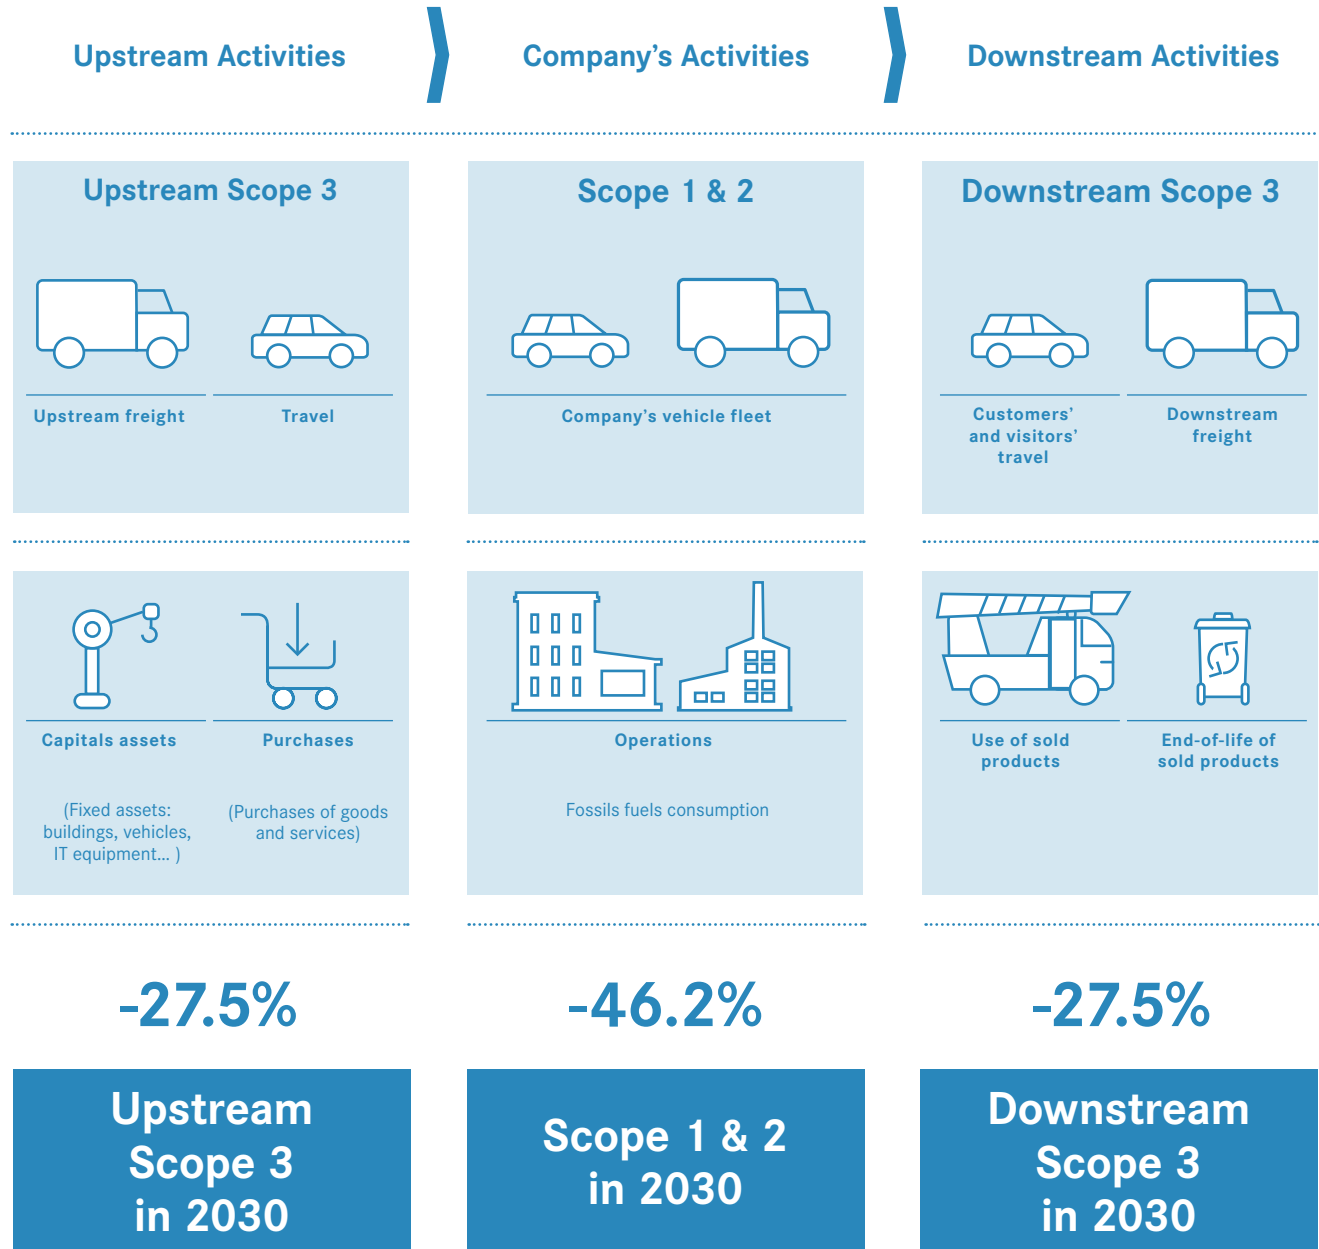 Upstream Activities
Company's Activities
Downstream Activities
Upstream Scope 3
Scope 1 & 2
Downstream Scope 3
Upstream freight
Travel
Company's vehicle fleet
Customers'
and visitors'
travel
Downstream
freight
Capitals assets
(Fixed assets:
buildings, vehicles,
IT equipment... )
Purchases
(Purchases of goods
and services)
Operations
Fossils fuels consumption
Use of sold
products
End-of-life of
sold products
-27.5%
-46.2%
-27.5%
Upstream
Scope 3
in 2030
Scope 1 & 2
in 2030
Downstream
Scope 3
in 2030